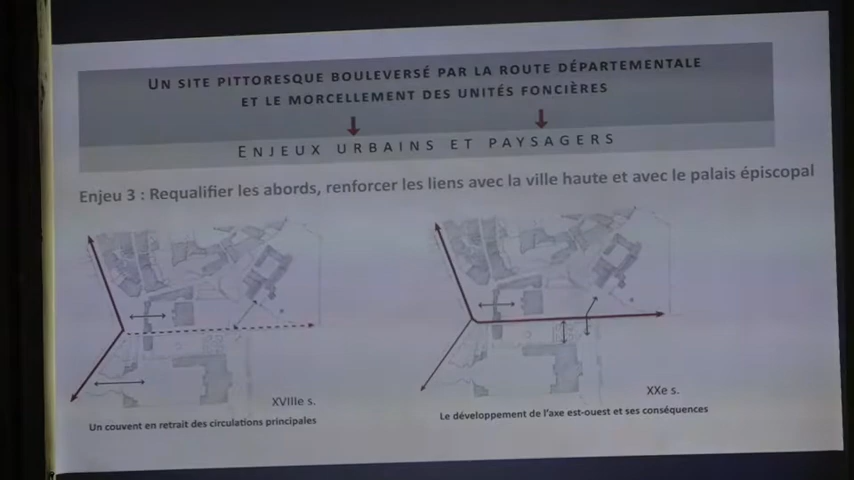 UN SITE PITTORESQUE BOULEVERSÉ PAR LA ROUTE DÉPARTEMENTALE
ET LE MORCELLEMENT DES UNITÉS FONCIÈRES
ENJEUX URBAINS ET PAYSAGERS
Enjeu 3 : Requalifier les abords, renforcer les liens avec la ville haute et avec le palais épiscopal
XVIIIe s.
Un couvent en retrait des circulations principales
XXe s.
Le développement de l'axe est-ouest et ses conséquences